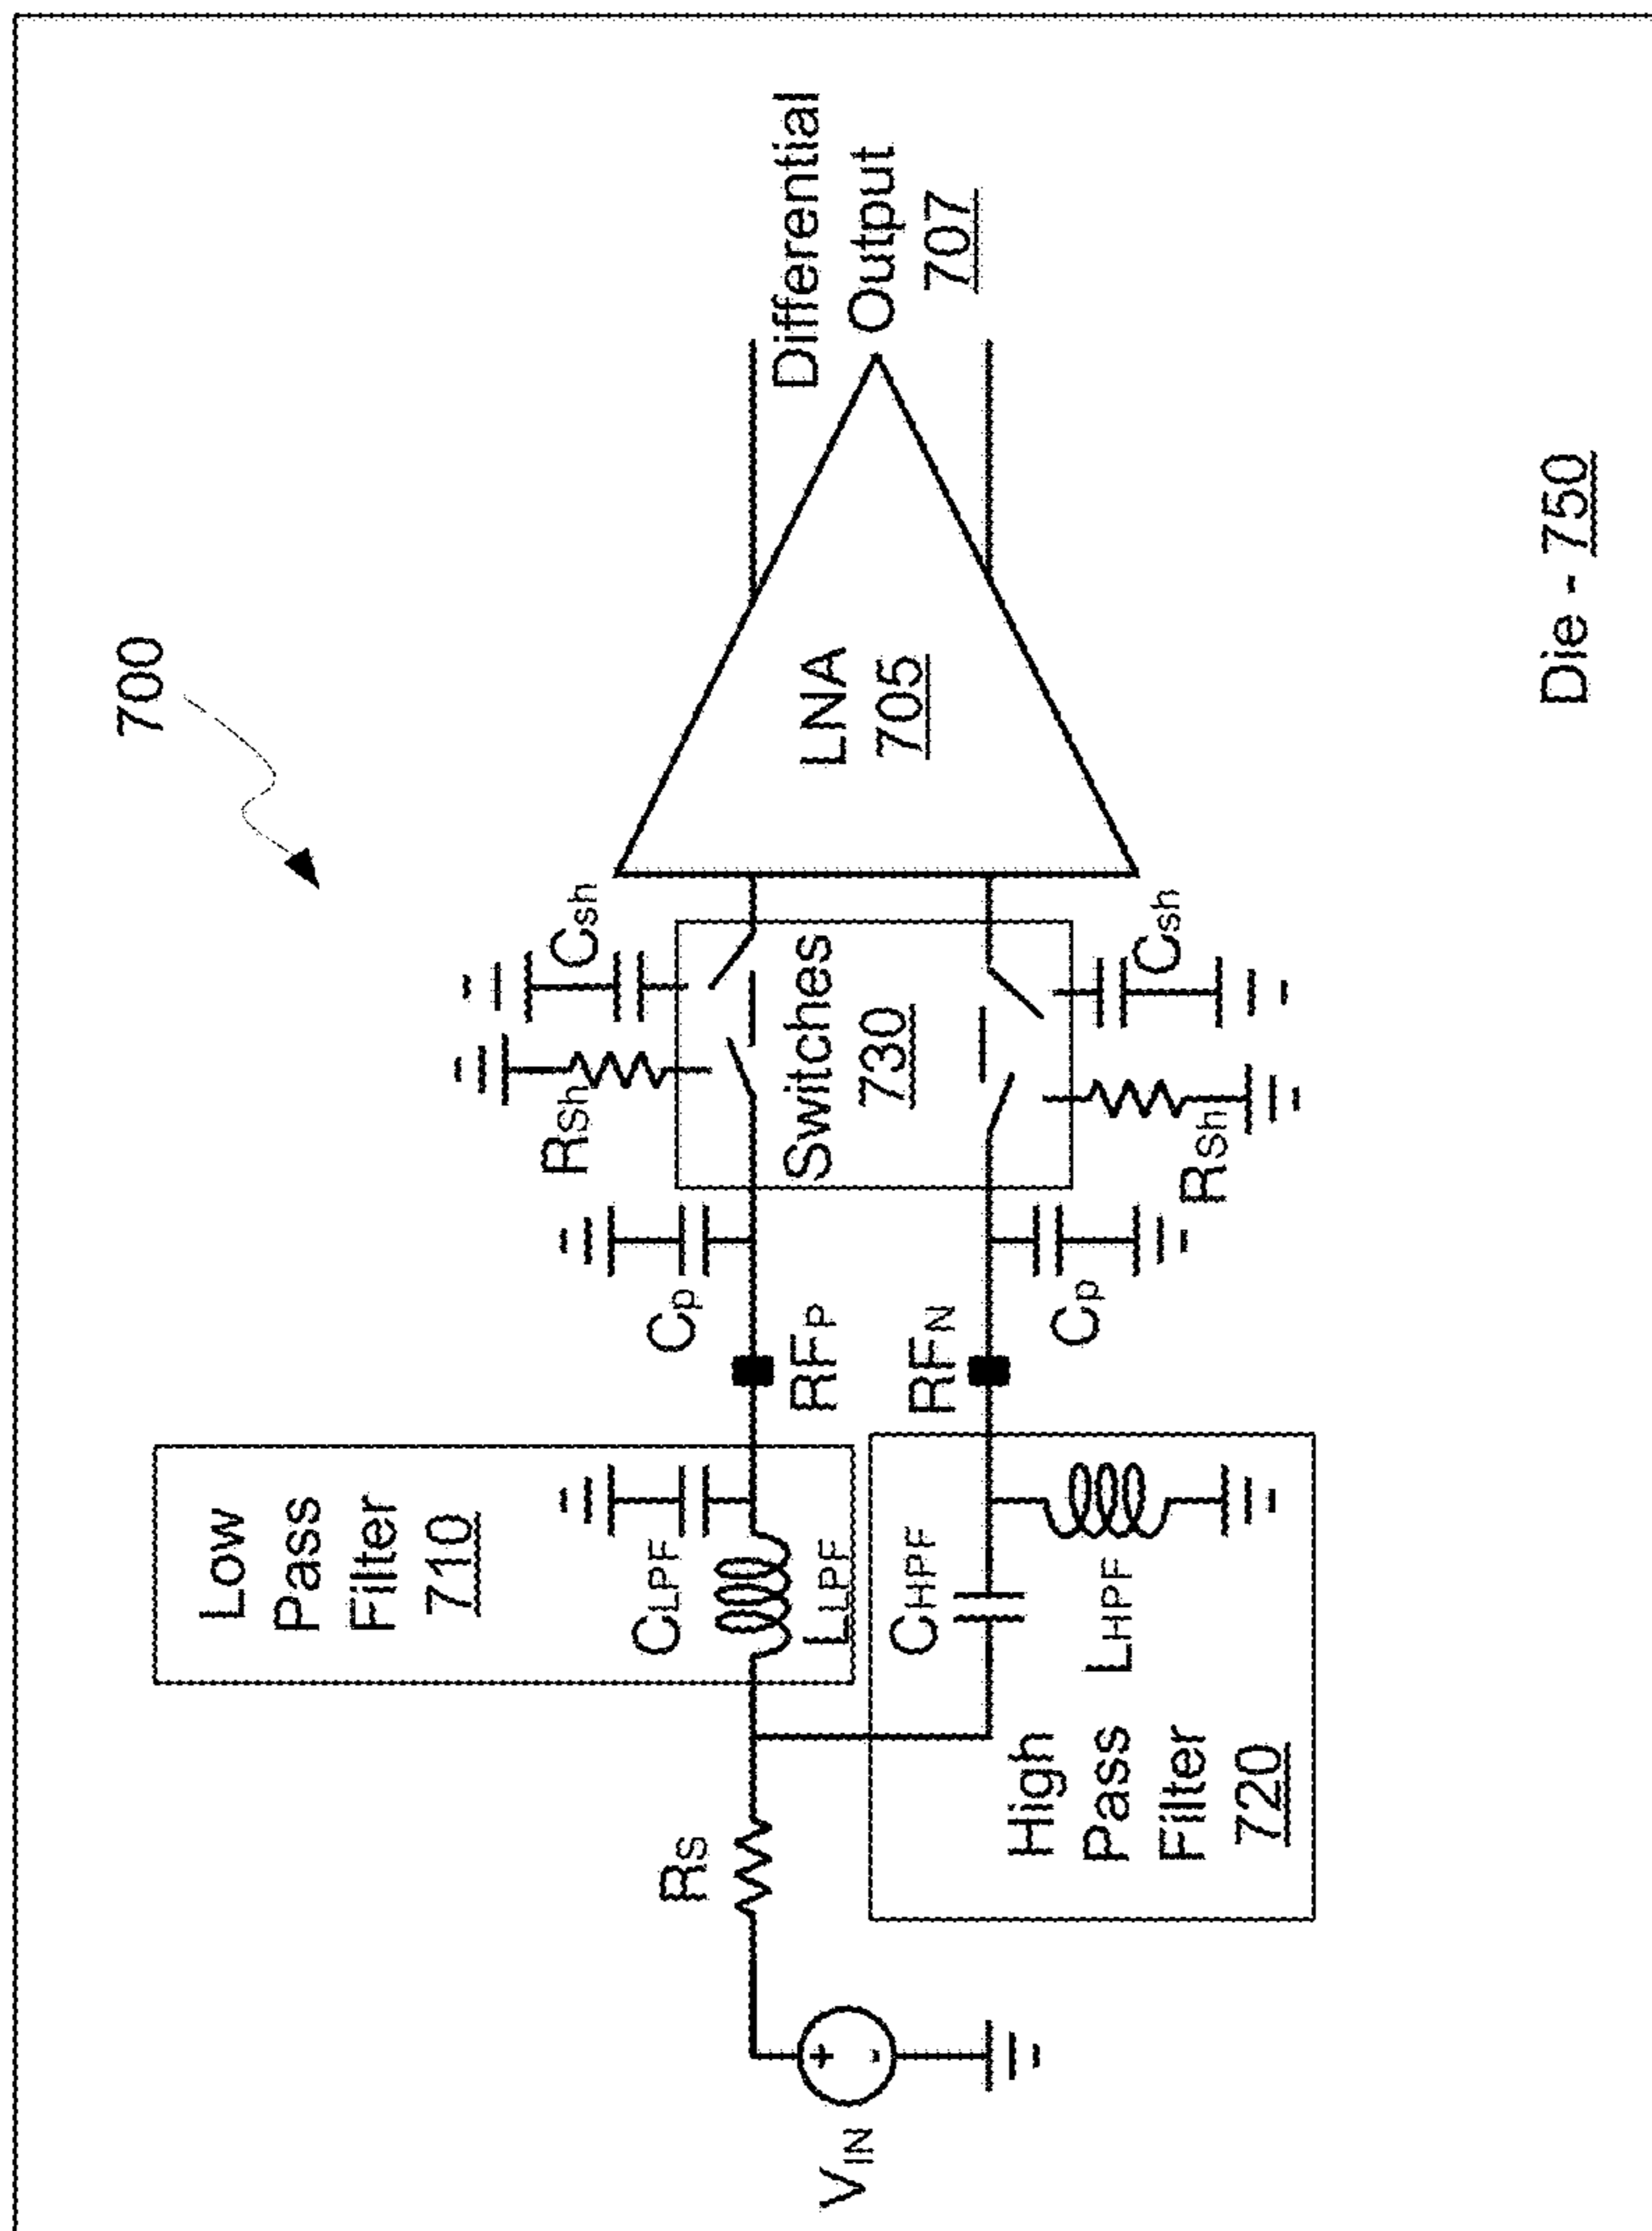 700
Low
Pass
Filter
710
CLPF
LLPF
RS
VIN
+
-
High
Pass
Filter
720
CHPF
LHPF
Cp
RFP
RFN
Cp
RSh
Csh
Switches
730
RSh
Csh
LNA
705
Differential
Output
707
Die - 750